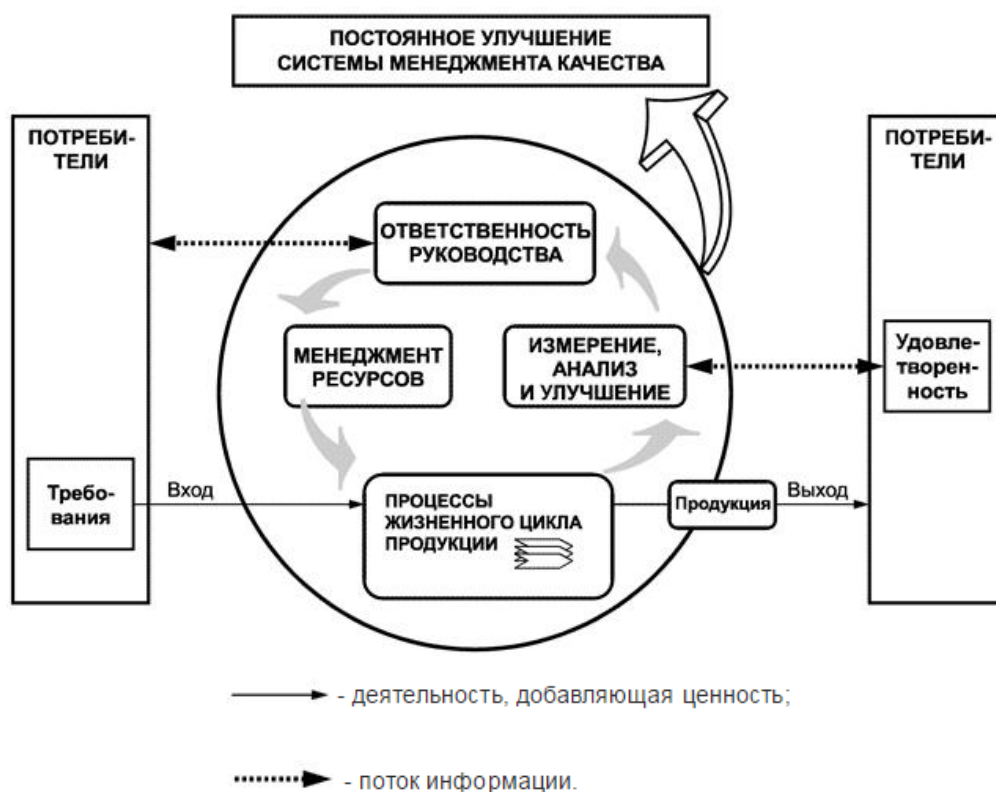 ПОСТОЯННОЕ УЛУЧШЕНИЕ
СИСТЕМЫ МЕНЕДЖМЕНТА КАЧЕСТВА
ПОТРЕБИ-
ТЕЛИ
ПОТРЕБИ-
ТЕЛИ
ОТВЕТСТВЕННОСТЬ
РУКОВОДСТВА
МЕНЕДЖМЕНТ
РЕСУРСОВ
ИЗМЕРЕНИЕ,
АНАЛИЗ
И УЛУЧШЕНИЕ
Удовле-
творен-
ность
Требо-
вания
Вход
ПРОЦЕССЫ
ЖИЗНЕННОГО ЦИКЛА
ПРОДУКЦИИ
Продукция
Выход
- деятельность, добавляющая ценность;
- поток информации.